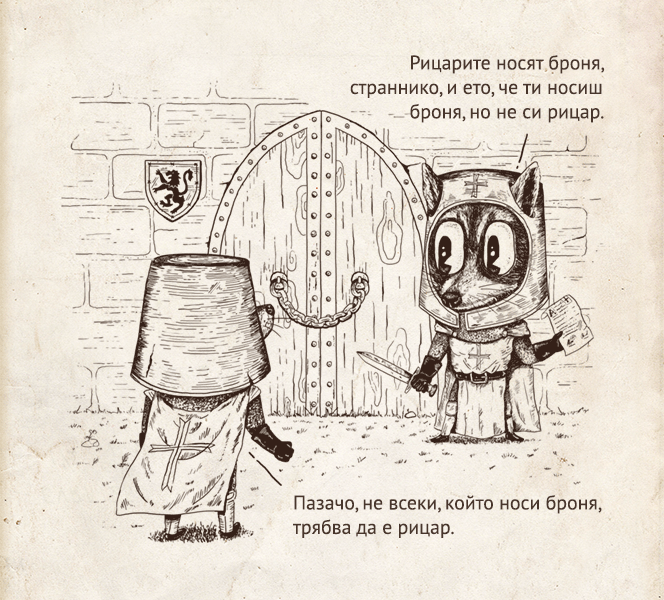 Рицарите носят броня,
страннико, и ето, че ти носиш
броня, но не си рицар.
Пазачо, не всеки, който носи броня,
трябва да е рицар.